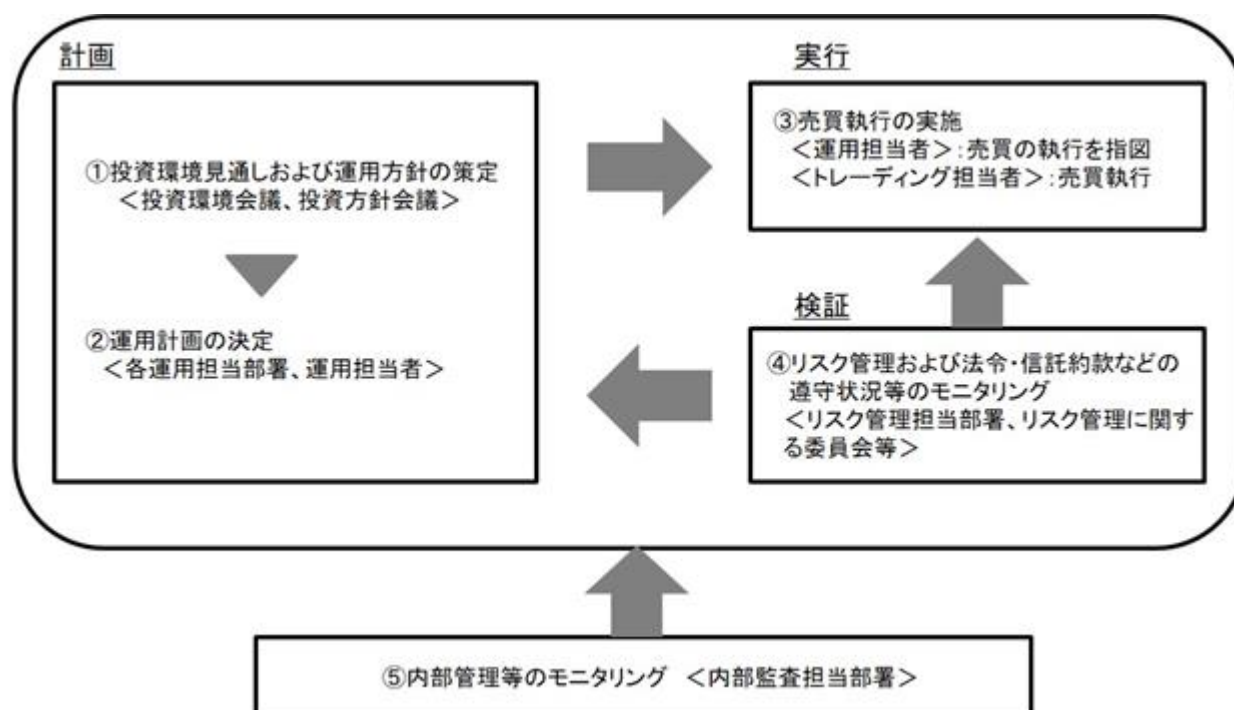 計画
①投資環境見通しおよび運用方針の策定
＜投資環境会議、投資方針会議＞
②運用計画の決定
＜各運用担当部署、運用担当者＞
実行
③売買執行の実施
＜運用担当者＞：売買の執行を指図
＜トレーディング担当者＞：売買執行
検証
④リスク管理および法令・信託約款などの
遵守状況等のモニタリング
＜リスク管理担当部署、リスク管理に関す
る委員会等＞
⑤内部管理等のモニタリング　＜内部監査担当部署＞